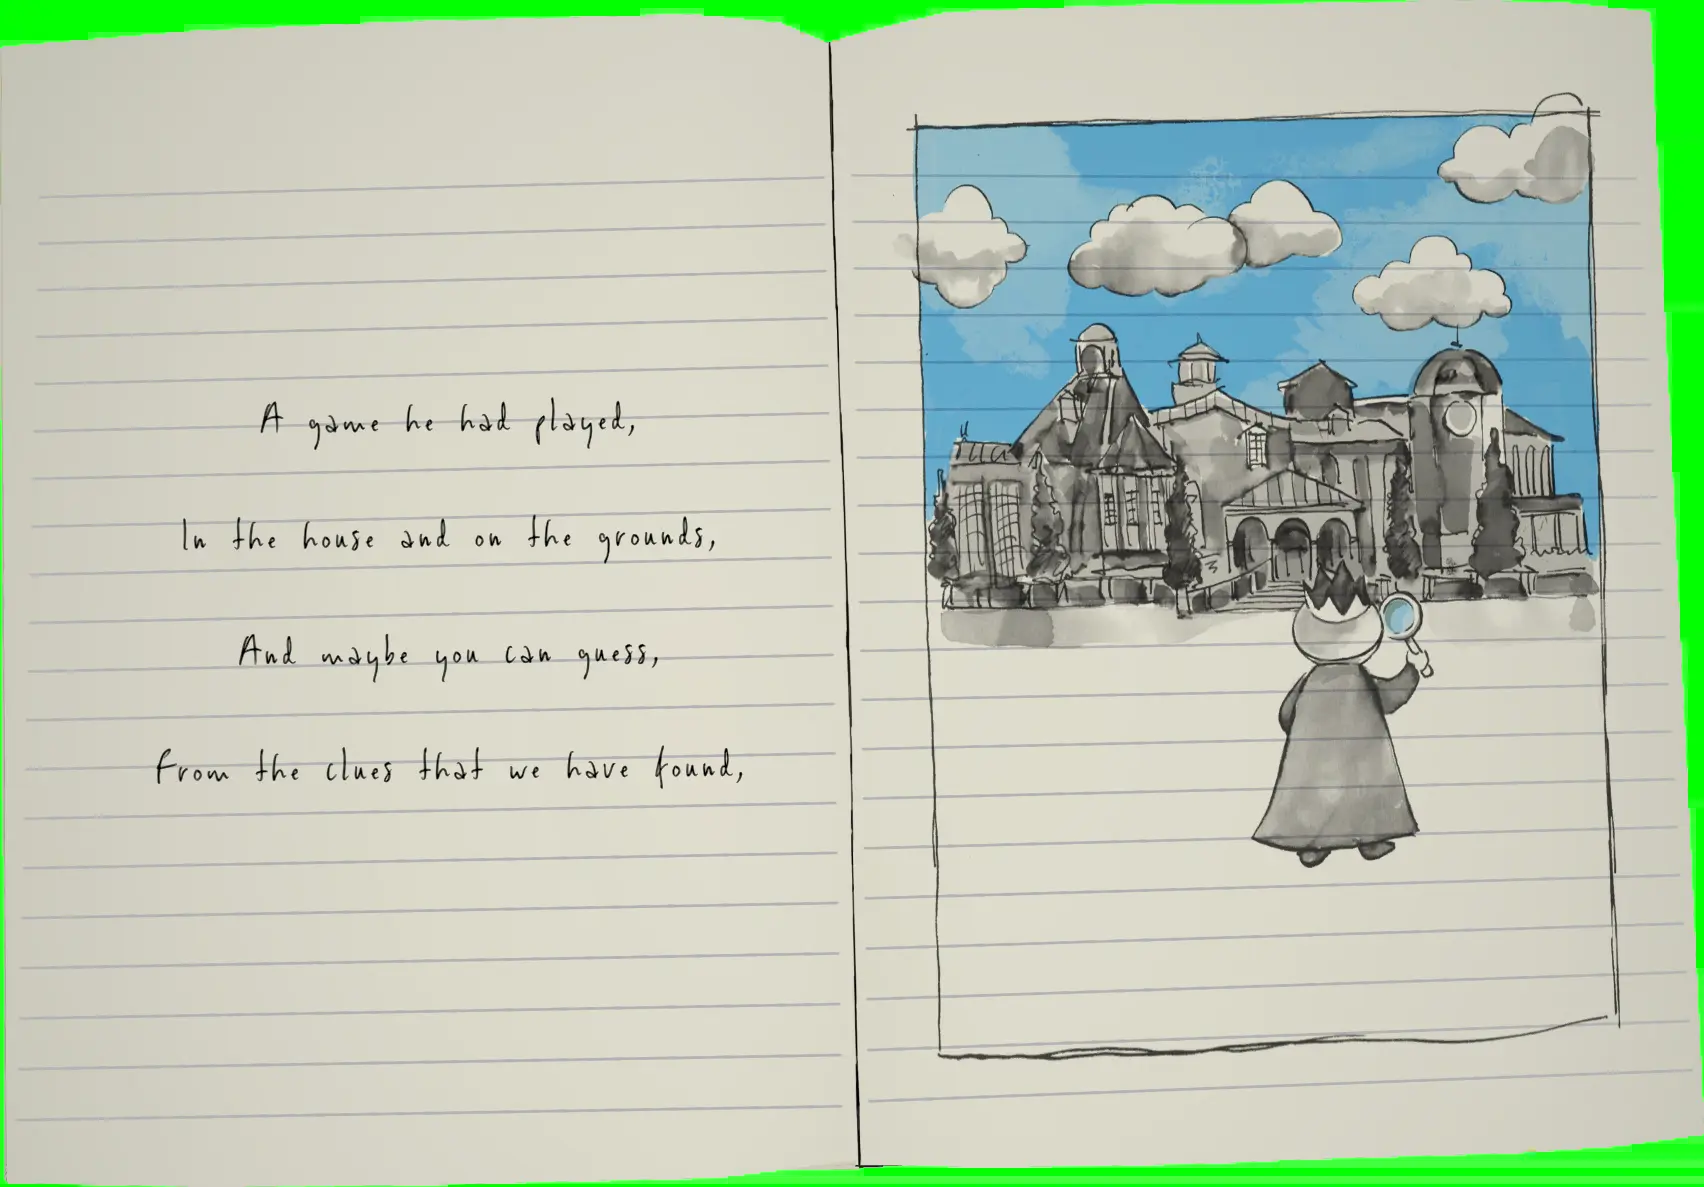 A game he had played,
In the house and on the grounds,
And maybe you can guess,
From the clues that we have found,